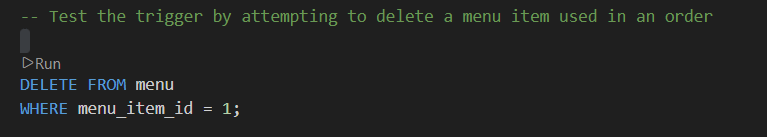 -- Test the trigger by attempting to delete a menu item used in an order
▷Run
DELETE FROM menu
WHERE menu_item_id = 1;